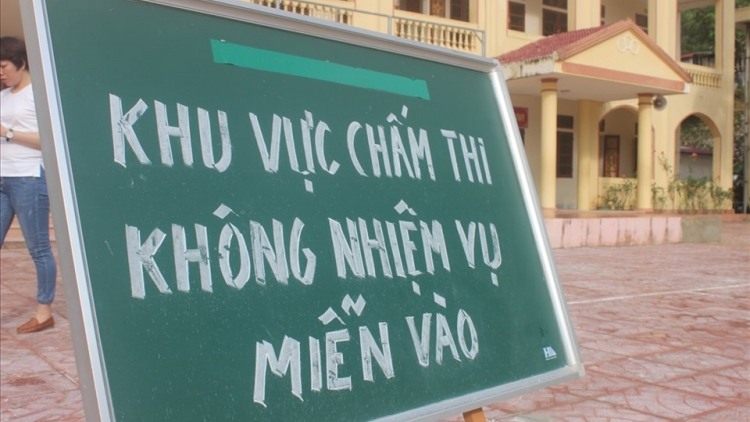 KHU VỰC CHẤM THI
KHÔNG NHIỆM VỤ
MIỄN VÀO